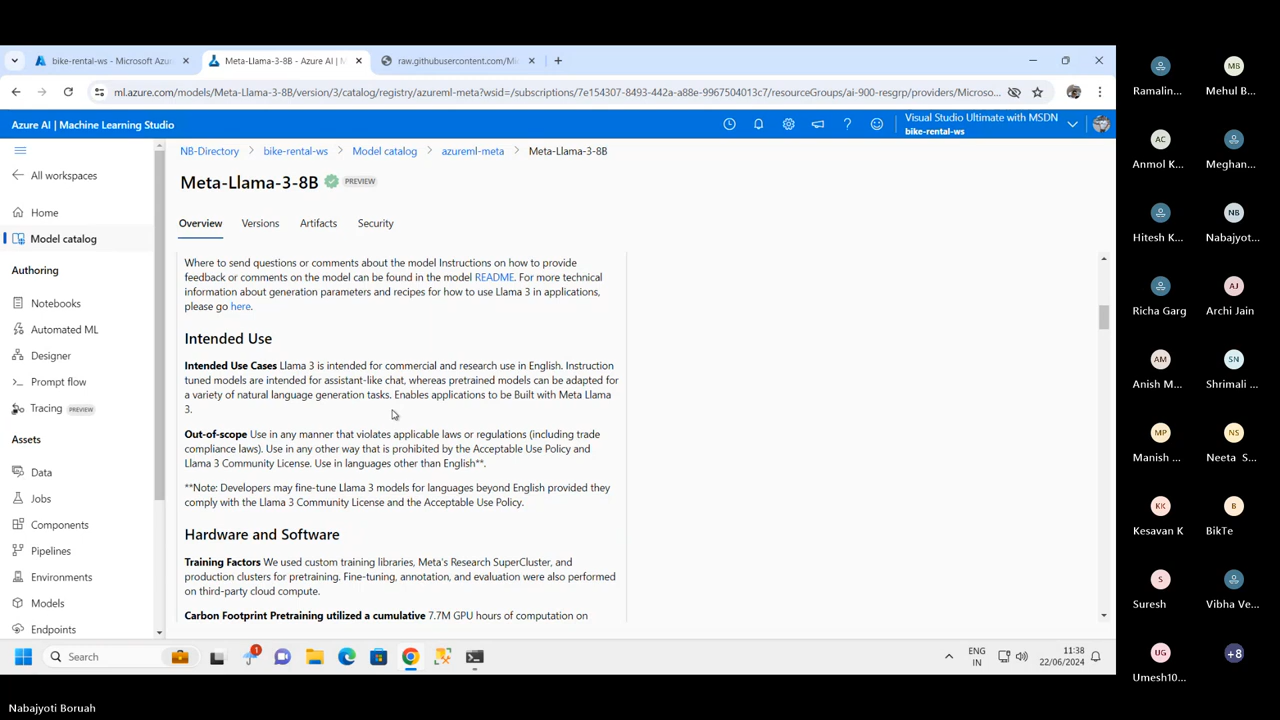 bike-rental-ws - Microsoft Azur
Meta-Llama-3-8B - Azure AI | M
raw.githubusercontent.com/Mi
ml.azure.com/models/Meta-Llama-3-8B/version/3/catalog/registry/azureml-meta?wsid=/subscriptions/7e154307-8493-442a-a88e-9967504013c7/resourceGroups/ai-900-resgrp/providers/Microso...
Azure AI | Machine Learning Studio
Visual Studio Ultimate with MSDN
bike-rental-ws
NB-Directory > bike-rental-ws > Model catalog > azureml-meta > Meta-Llama-3-8B
Meta-Llama-3-8B PREVIEW
Overview Versions Artifacts Security
All workspaces
Home
Model catalog
Authoring
Notebooks
Automated ML
Designer
Prompt flow
Tracing PREVIEW
Assets
Data
Jobs
Components
Pipelines
Environments
Models
Endpoints
Where to send questions or comments about the model Instructions on how to provide
feedback or comments on the model can be found in the model README. For more technical
information about generation parameters and recipes for how to use Llama 3 in applications,
please go here.
Intended Use
Intended Use Cases Llama 3 is intended for commercial and research use in English. Instruction
tuned models are intended for assistant-like chat, whereas pretrained models can be adapted for
a variety of natural language generation tasks. Enables applications to be Built with Meta Llama
3.
Out-of-scope Use in any manner that violates applicable laws or regulations (including trade
compliance laws). Use in any other way that is prohibited by the Acceptable Use Policy and
Llama 3 Community License. Use in languages other than English**.
**Note: Developers may fine-tune Llama 3 models for languages beyond English provided they
comply with the Llama 3 Community License and the Acceptable Use Policy.
Hardware and Software
Training Factors We used custom training libraries, Meta's Research SuperCluster, and
production clusters for pretraining. Fine-tuning, annotation, and evaluation were also performed
on third-party cloud compute.
Carbon Footprint Pretraining utilized a cumulative 7.7M GPU hours of computation on
Search
1
ENG
IN
11:38
22/06/2024
Nabajyoti Boruah
Ramalin...
MB
Mehul B...
AC
Anmol K...
Meghan...
Hitesh K...
NB
Nabajyot...
Richa Garg
AJ
Archi Jain
AM
Anish M...
SN
Shrimali ...
MP
Manish ...
NS
Neeta S...
KK
Kesavan K
B
BikTe
S
Suresh
Vibha Ve...
UG
Umesh10...
+8